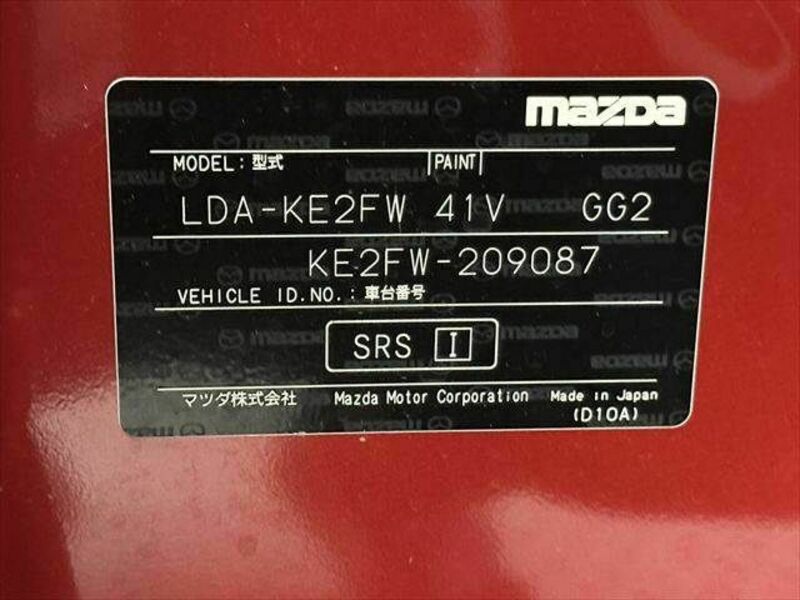 mazda
MODEL: 型式 PAINT
LDA-KE2FW 41V GG2
KE2FW-209087
VEHICLE ID.NO.: 車台番号
SRS I
マツダ株式会社 Mazda Motor Corporation Made in Japan
(D10A)